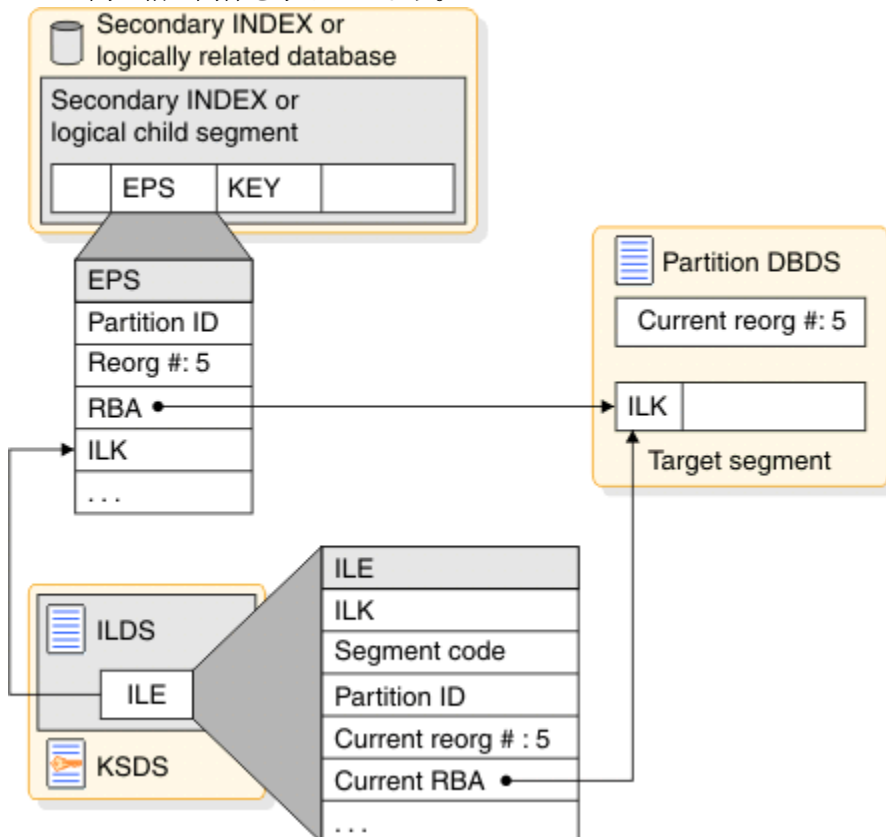 Secondary INDEX or
logically related database
Secondary INDEX or
logical child segment
EPS KEY
EPS
Partition ID
Reorg #: 5
RBA
ILK
. . .
Partition DBDS
Current reorg #: 5
ILK
Target segment
ILDS
ILE
KSDS
ILE
ILK
Segment code
Partition ID
Current reorg # : 5
Current RBA
. . .